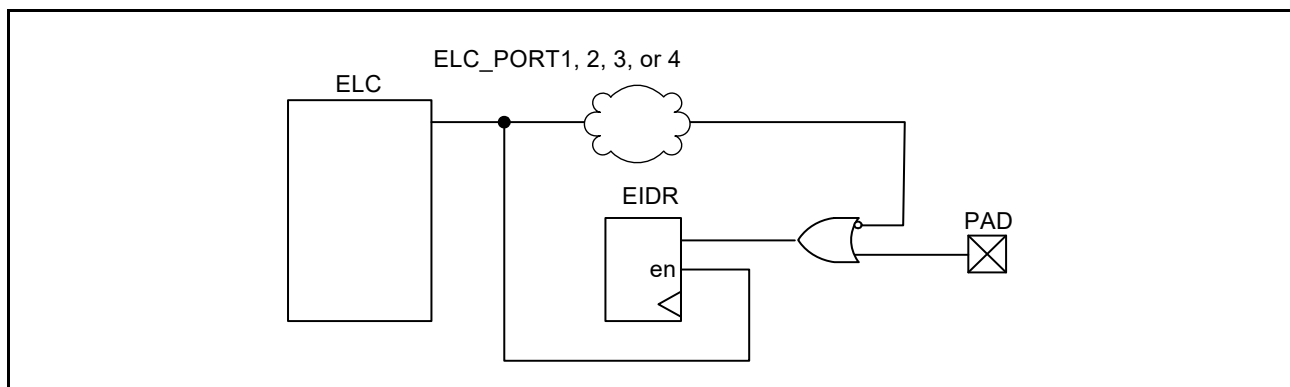 ELC_PORT1, 2, 3, or 4
ELC
EIDR
PAD
en